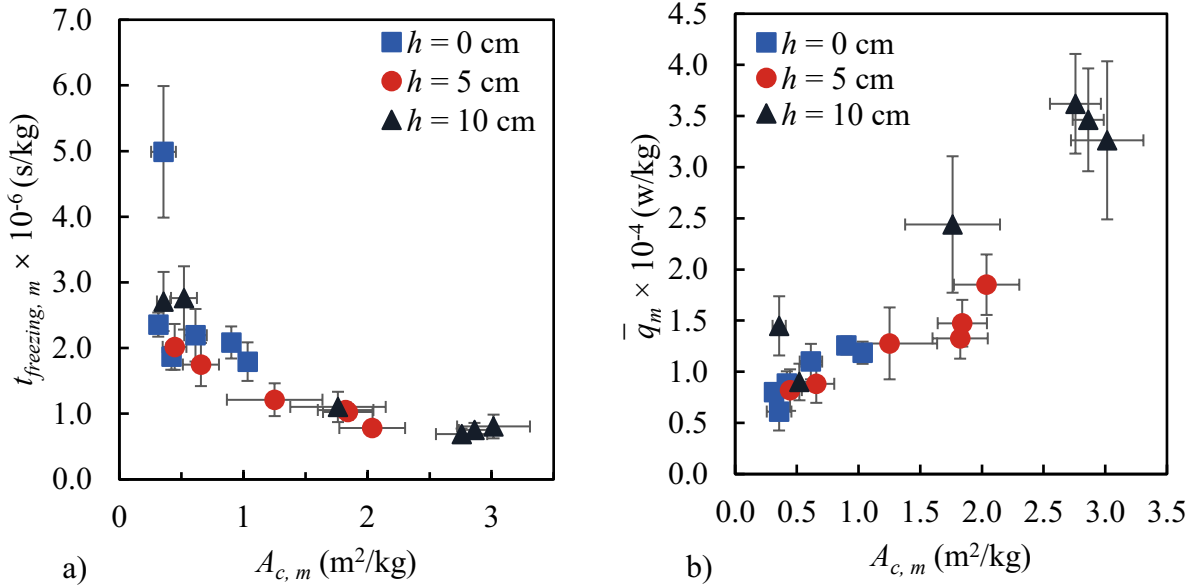 7.0
6.0
5.0
4.0
3.0
2.0
1.0
0.0
0
1
2
3
t_{freezing, m} × 10^{-6} (s/kg)
A_{c, m} (m²/kg)
h = 0 cm
h = 5 cm
h = 10 cm
a)
4.5
4.0
3.5
3.0
2.5
2.0
1.5
1.0
0.5
0.0
0.0
0.5
1.0
1.5
2.0
2.5
3.0
3.5
q̄_m × 10^{-4} (w/kg)
A_{c, m} (m²/kg)
h = 0 cm
h = 5 cm
h = 10 cm
b)